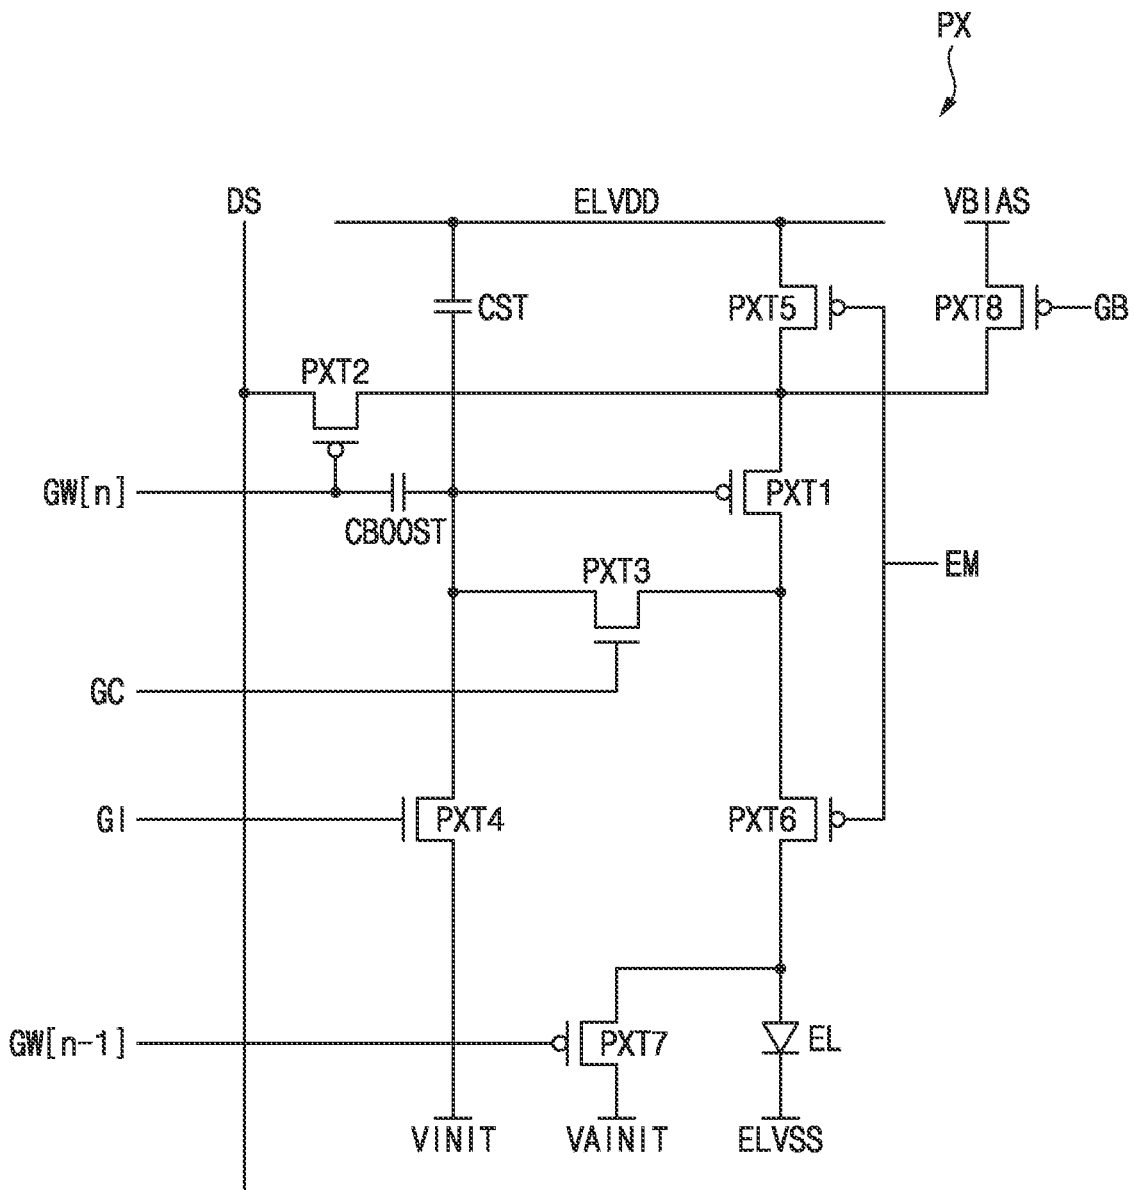 PX
DS
ELVDD
VBIAS
CST
PXT5
PXT8
GB
PXT2
GW[n]
CBOOST
PXT1
PXT3
EM
GC
GI
PXT4
PXT6
GW[n-1]
PXT7
EL
VINIT
VAINIT
ELVSS